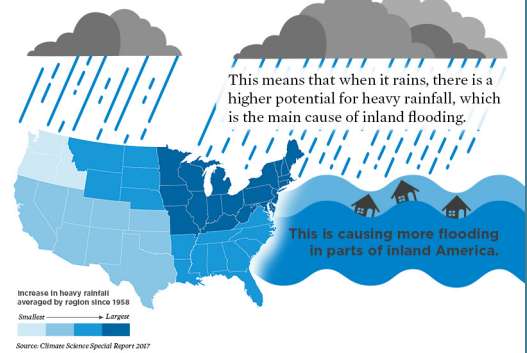 This means that when it rains, there is a
higher potential for heavy rainfall, which
is the main cause of inland flooding.
This is causing more flooding
in parts of inland America.
Increase in heavy rainfall
averaged by region since 1958
Smallest Largest
Source: Climate Science Special Report 2017